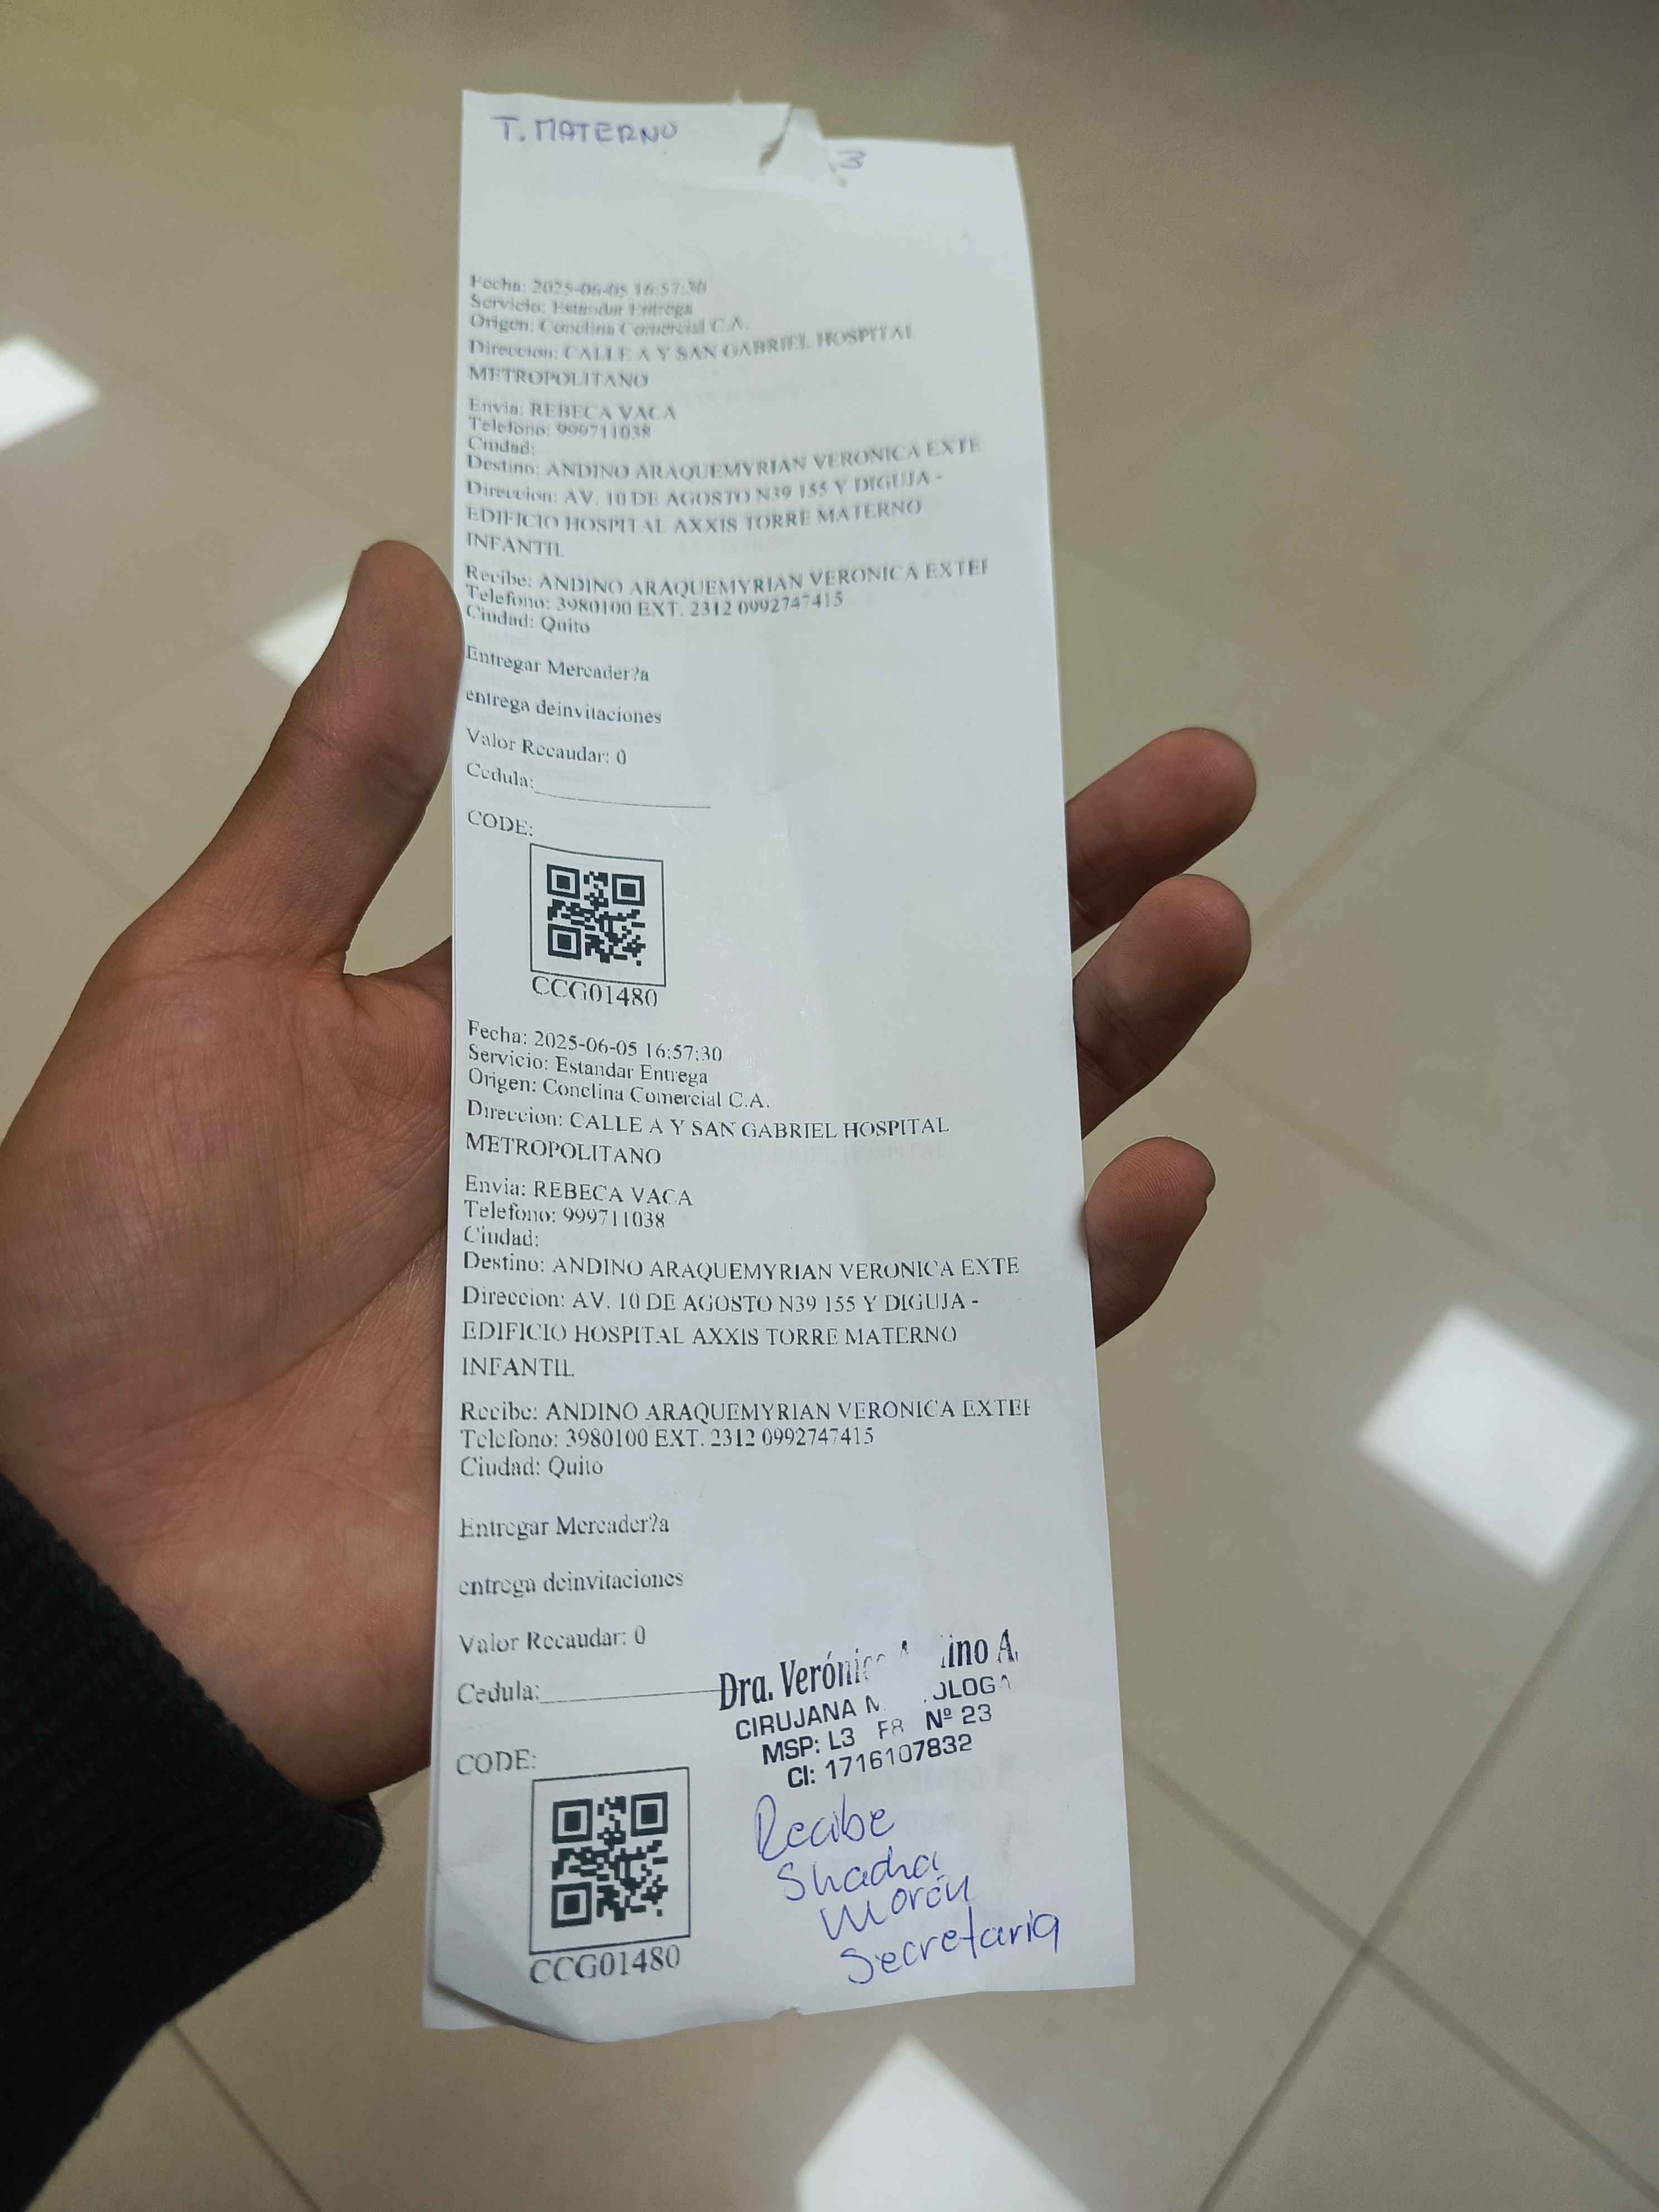 T. MATERNO
3
Fecha: 2025-06-05 16:57:30
Servicio: Estandar Entrega
Origen: Conclina Comercial C.A.
Direccion: CALLE A Y SAN GABRIEL HOSPITAL
METROPOLITANO
Envia: REBECA VACA
Telefono: 999711038
Ciudad:
Destino: ANDINO ARAQUEMYRIAN VERONICA EXTE
Direccion: AV. 10 DE AGOSTO N39 155 Y DIGUJA -
EDIFICIO HOSPITAL AXXIS TORRE MATERNO
INFANTIL
Recibe: ANDINO ARAQUEMYRIAN VERONICA EXTER
Telefono: 3980100 EXT. 2312 0992747415
Ciudad: Quito
Entregar Mercader?a
entrega deinvitaciones
Valor Recaudar: 0
Cedula:
CODE:
CCG01480
Fecha: 2025-06-05 16:57:30
Servicio: Estandar Entrega
Origen: Conclina Comercial C.A.
Direccion: CALLE A Y SAN GABRIEL HOSPITAL
METROPOLITANO
Envia: REBECA VACA
Telefono: 999711038
Ciudad:
Destino: ANDINO ARAQUEMYRIAN VERONICA EXTE
Direccion: AV. 10 DE AGOSTO N39 155 Y DIGUJA -
EDIFICIO HOSPITAL AXXIS TORRE MATERNO
INFANTIL
Recibe: ANDINO ARAQUEMYRIAN VERONICA EXTER
Telefono: 3980100 EXT. 2312 0992747415
Ciudad: Quito
Entregar Mercader?a
entrega deinvitaciones
Valor Recaudar: 0
Cedula:
Dra. Verónica A.
CIRUJANA
MSP: L3 Nº 23
CI: 1716107832
CODE:
CCG01480
Recibe
Morán
Secretaria